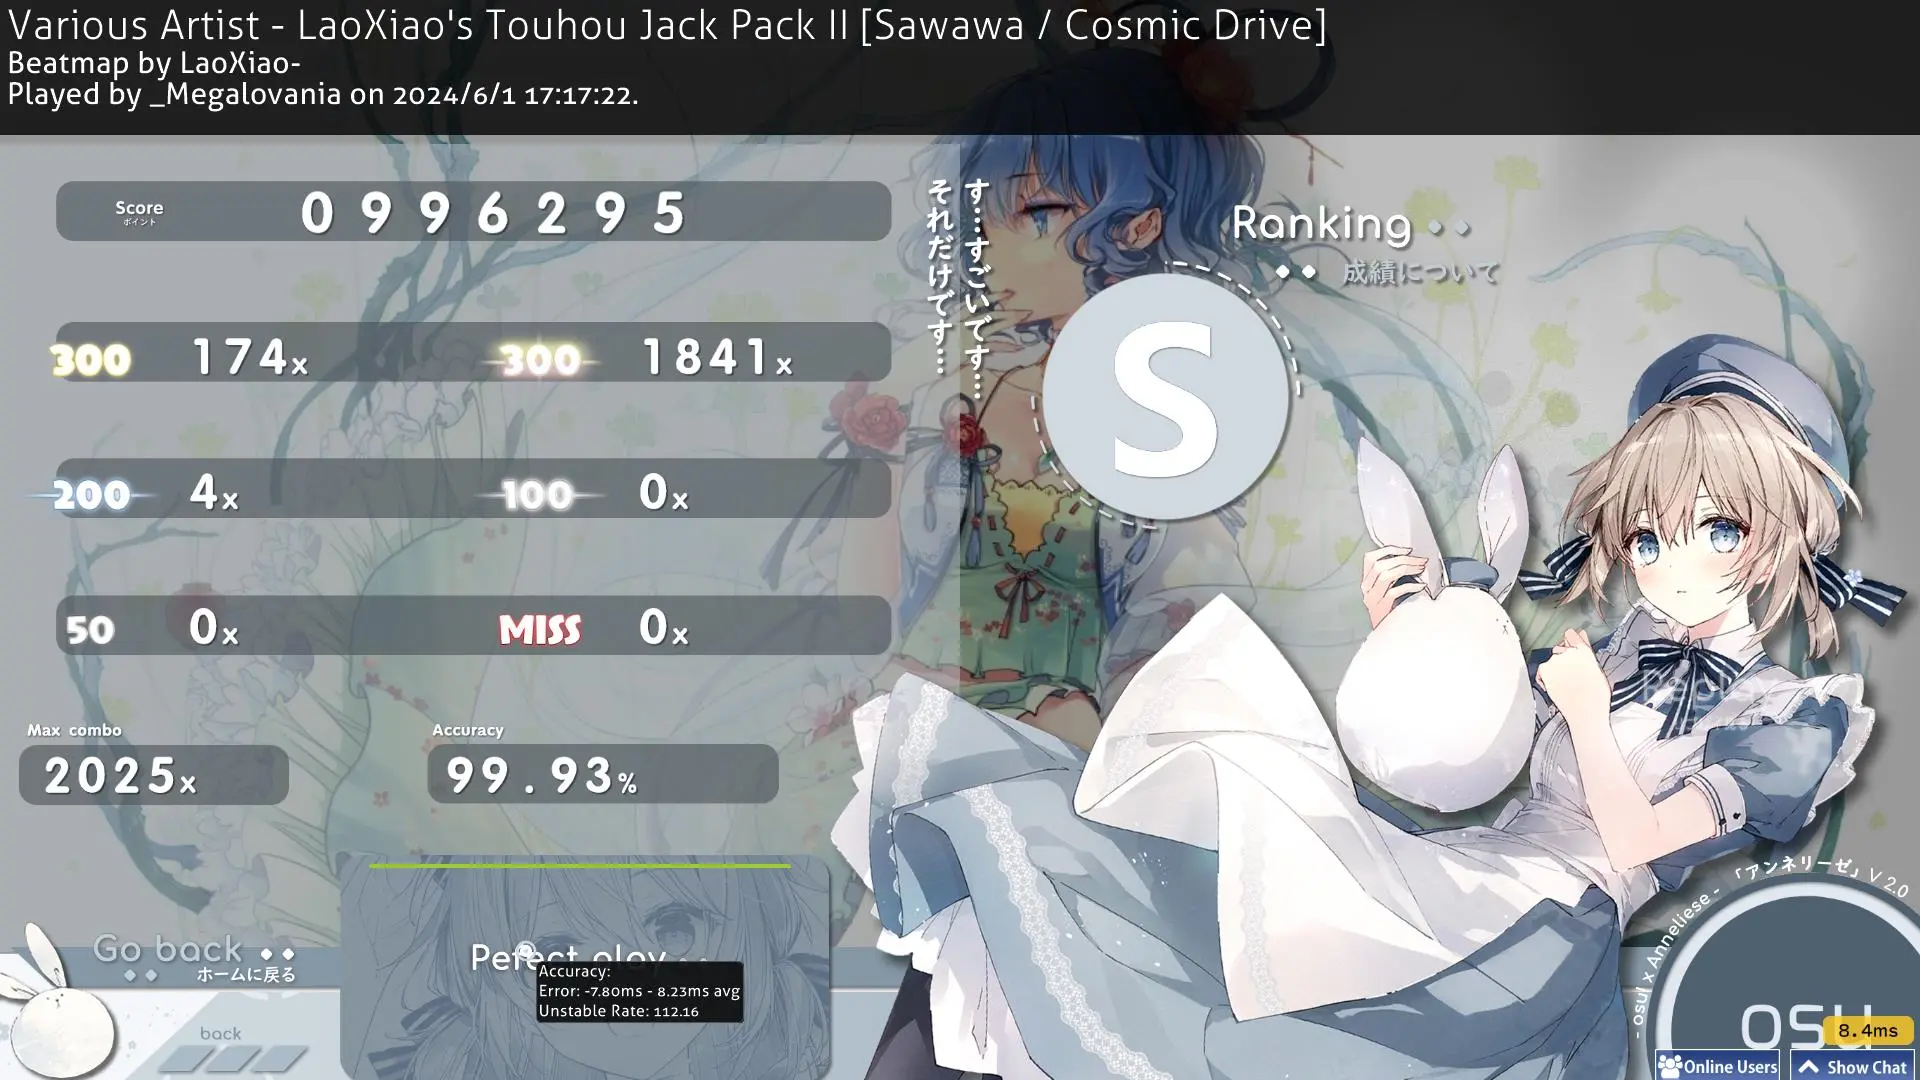 Various Artist - LaoXiao's Touhou Jack Pack II [Sawawa / Cosmic Drive]
Beatmap by LaoXiao-
Played by _Megalovania on 2024/6/1 17:17:22.
Score
ポイント
0996295
300 174x 300 1841x
200 4x 100 0x
50 0x MISS 0x
Max combo
2025x
Accuracy
99.93%
す…すごいです…
それだけです…
Ranking
成績について
S
Replay
Go back
ホームに戻る
back
Perfect play
Accuracy:
Error: -7.80ms - 8.23ms avg
Unstable Rate: 112.16
- osu! x Anneliese - 「アンネリーゼ」 V 2.0
osu
8.4ms
Online Users
Show Chat